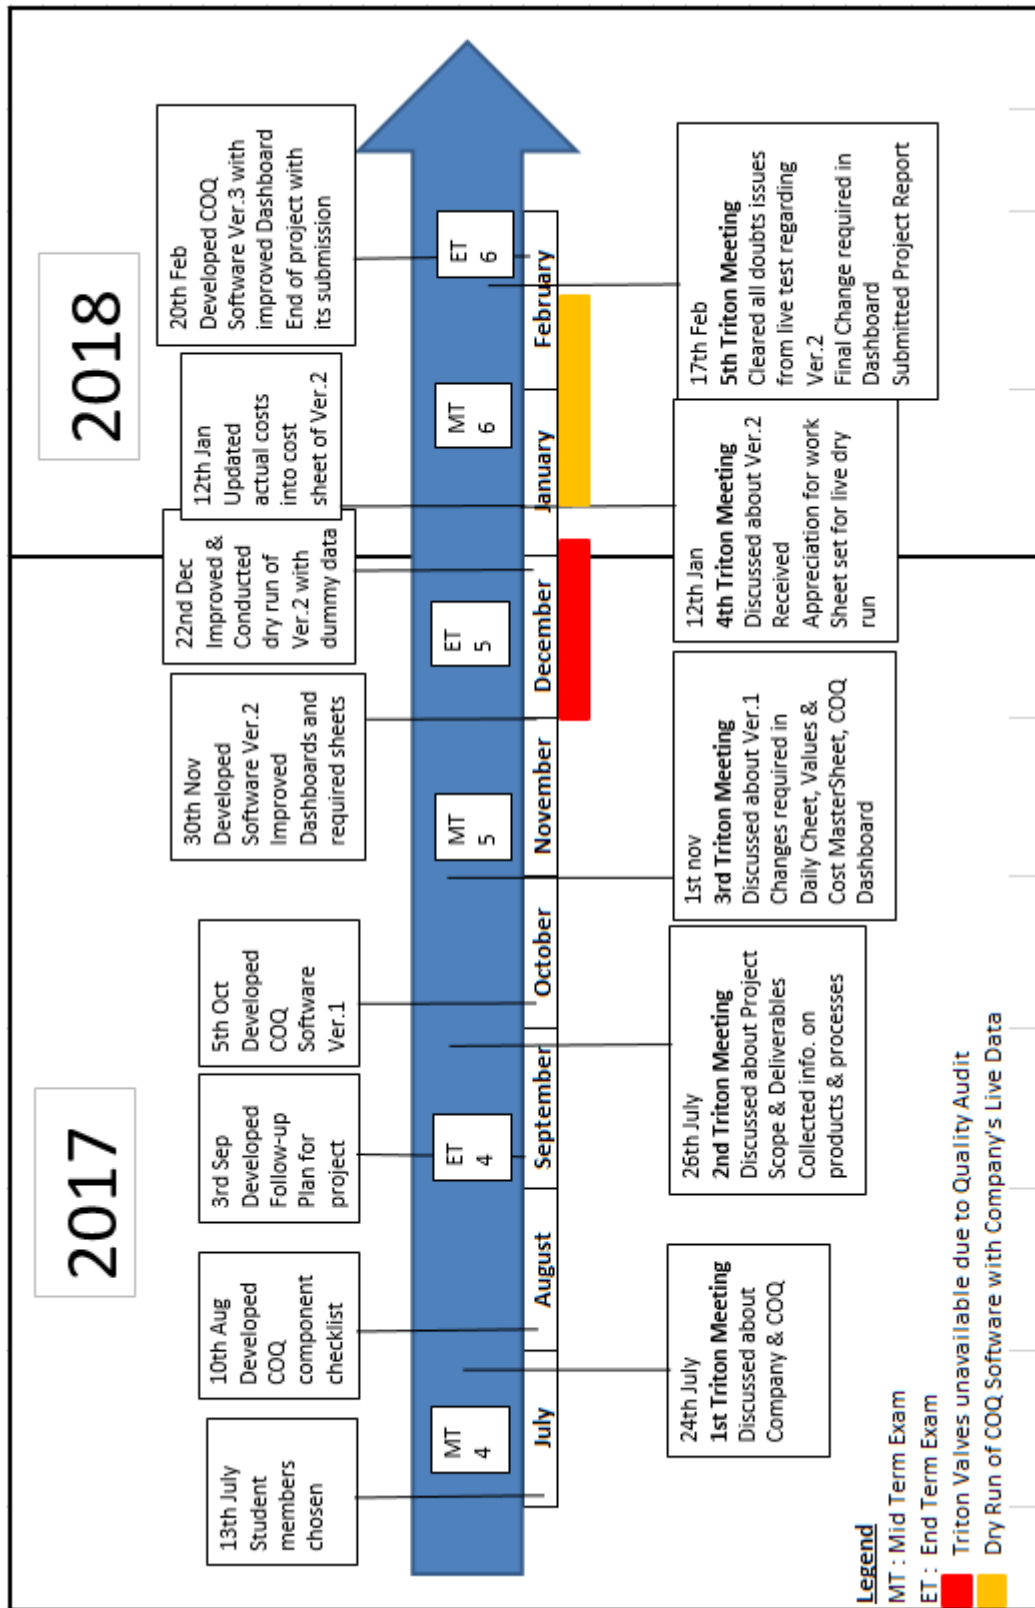 2017
2018
13th July
Student
members
chosen
10th Aug
Developed
COQ
component
checklist
3rd Sep
Developed
Follow-up
Plan for
project
5th Oct
Developed
COQ
Software
Ver.1
30th Nov
Developed
Software Ver.2
Improved
Dashboards and
required sheets
22nd Dec
Improved &
Conducted
dry run of
Ver.2 with
dummy data
12th Jan
Updated
actual costs
into cost
sheet of Ver.2
20th Feb
Developed COQ
Software Ver.3 with
improved Dashboard
End of project with
its submission
MT
4
ET
4
MT
5
ET
5
MT
6
ET
6
July
August
September
October
November
December
January
February
24th July
1st Triton Meeting
Discussed about
Company & COQ
26th July
2nd Triton Meeting
Discussed about Project
Scope & Deliverables
Collected info. on
products & processes
1st nov
3rd Triton Meeting
Discussed about Ver.1
Changes required in
Daily Cheet, Values &
Cost MasterSheet, COQ
Dashboard
12th Jan
4th Triton Meeting
Discussed about Ver.2
Received
Appreciation for work
Sheet set for live dry
run
17th Feb
5th Triton Meeting
Cleared all doubts issues
from live test regarding
Ver.2
Final Change required in
Dashboard
Submitted Project Report
Legend
MT : Mid Term Exam
ET : End Term Exam
Triton Valves unavailable due to Quality Audit
Dry Run of COQ Software with Company's Live Data